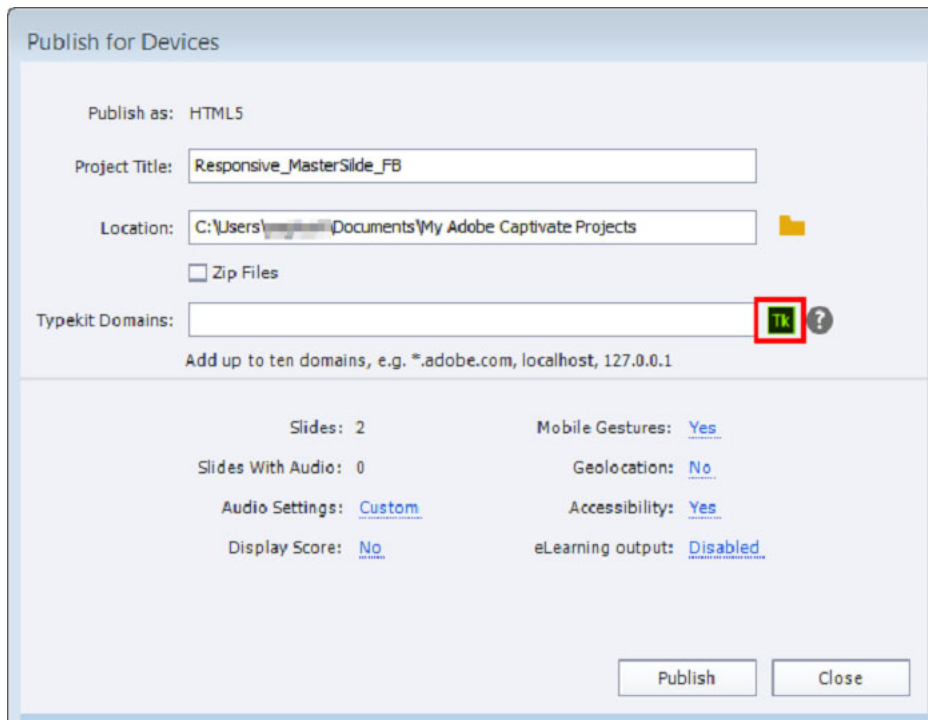 Publish for Devices
Publish as: HTML5
Project Title: Responsive_MasterSilde_FB
Location: C:\Users\ \Documents\My Adobe Captivate Projects
Zip Files
Typekit Domains: Tk ?
Add up to ten domains, e.g. *.adobe.com, localhost, 127.0.0.1
Slides: 2 Mobile Gestures: Yes
Slides With Audio: 0 Geolocation: No
Audio Settings: Custom Accessibility: Yes
Display Score: No eLearning output: Disabled
Publish Close